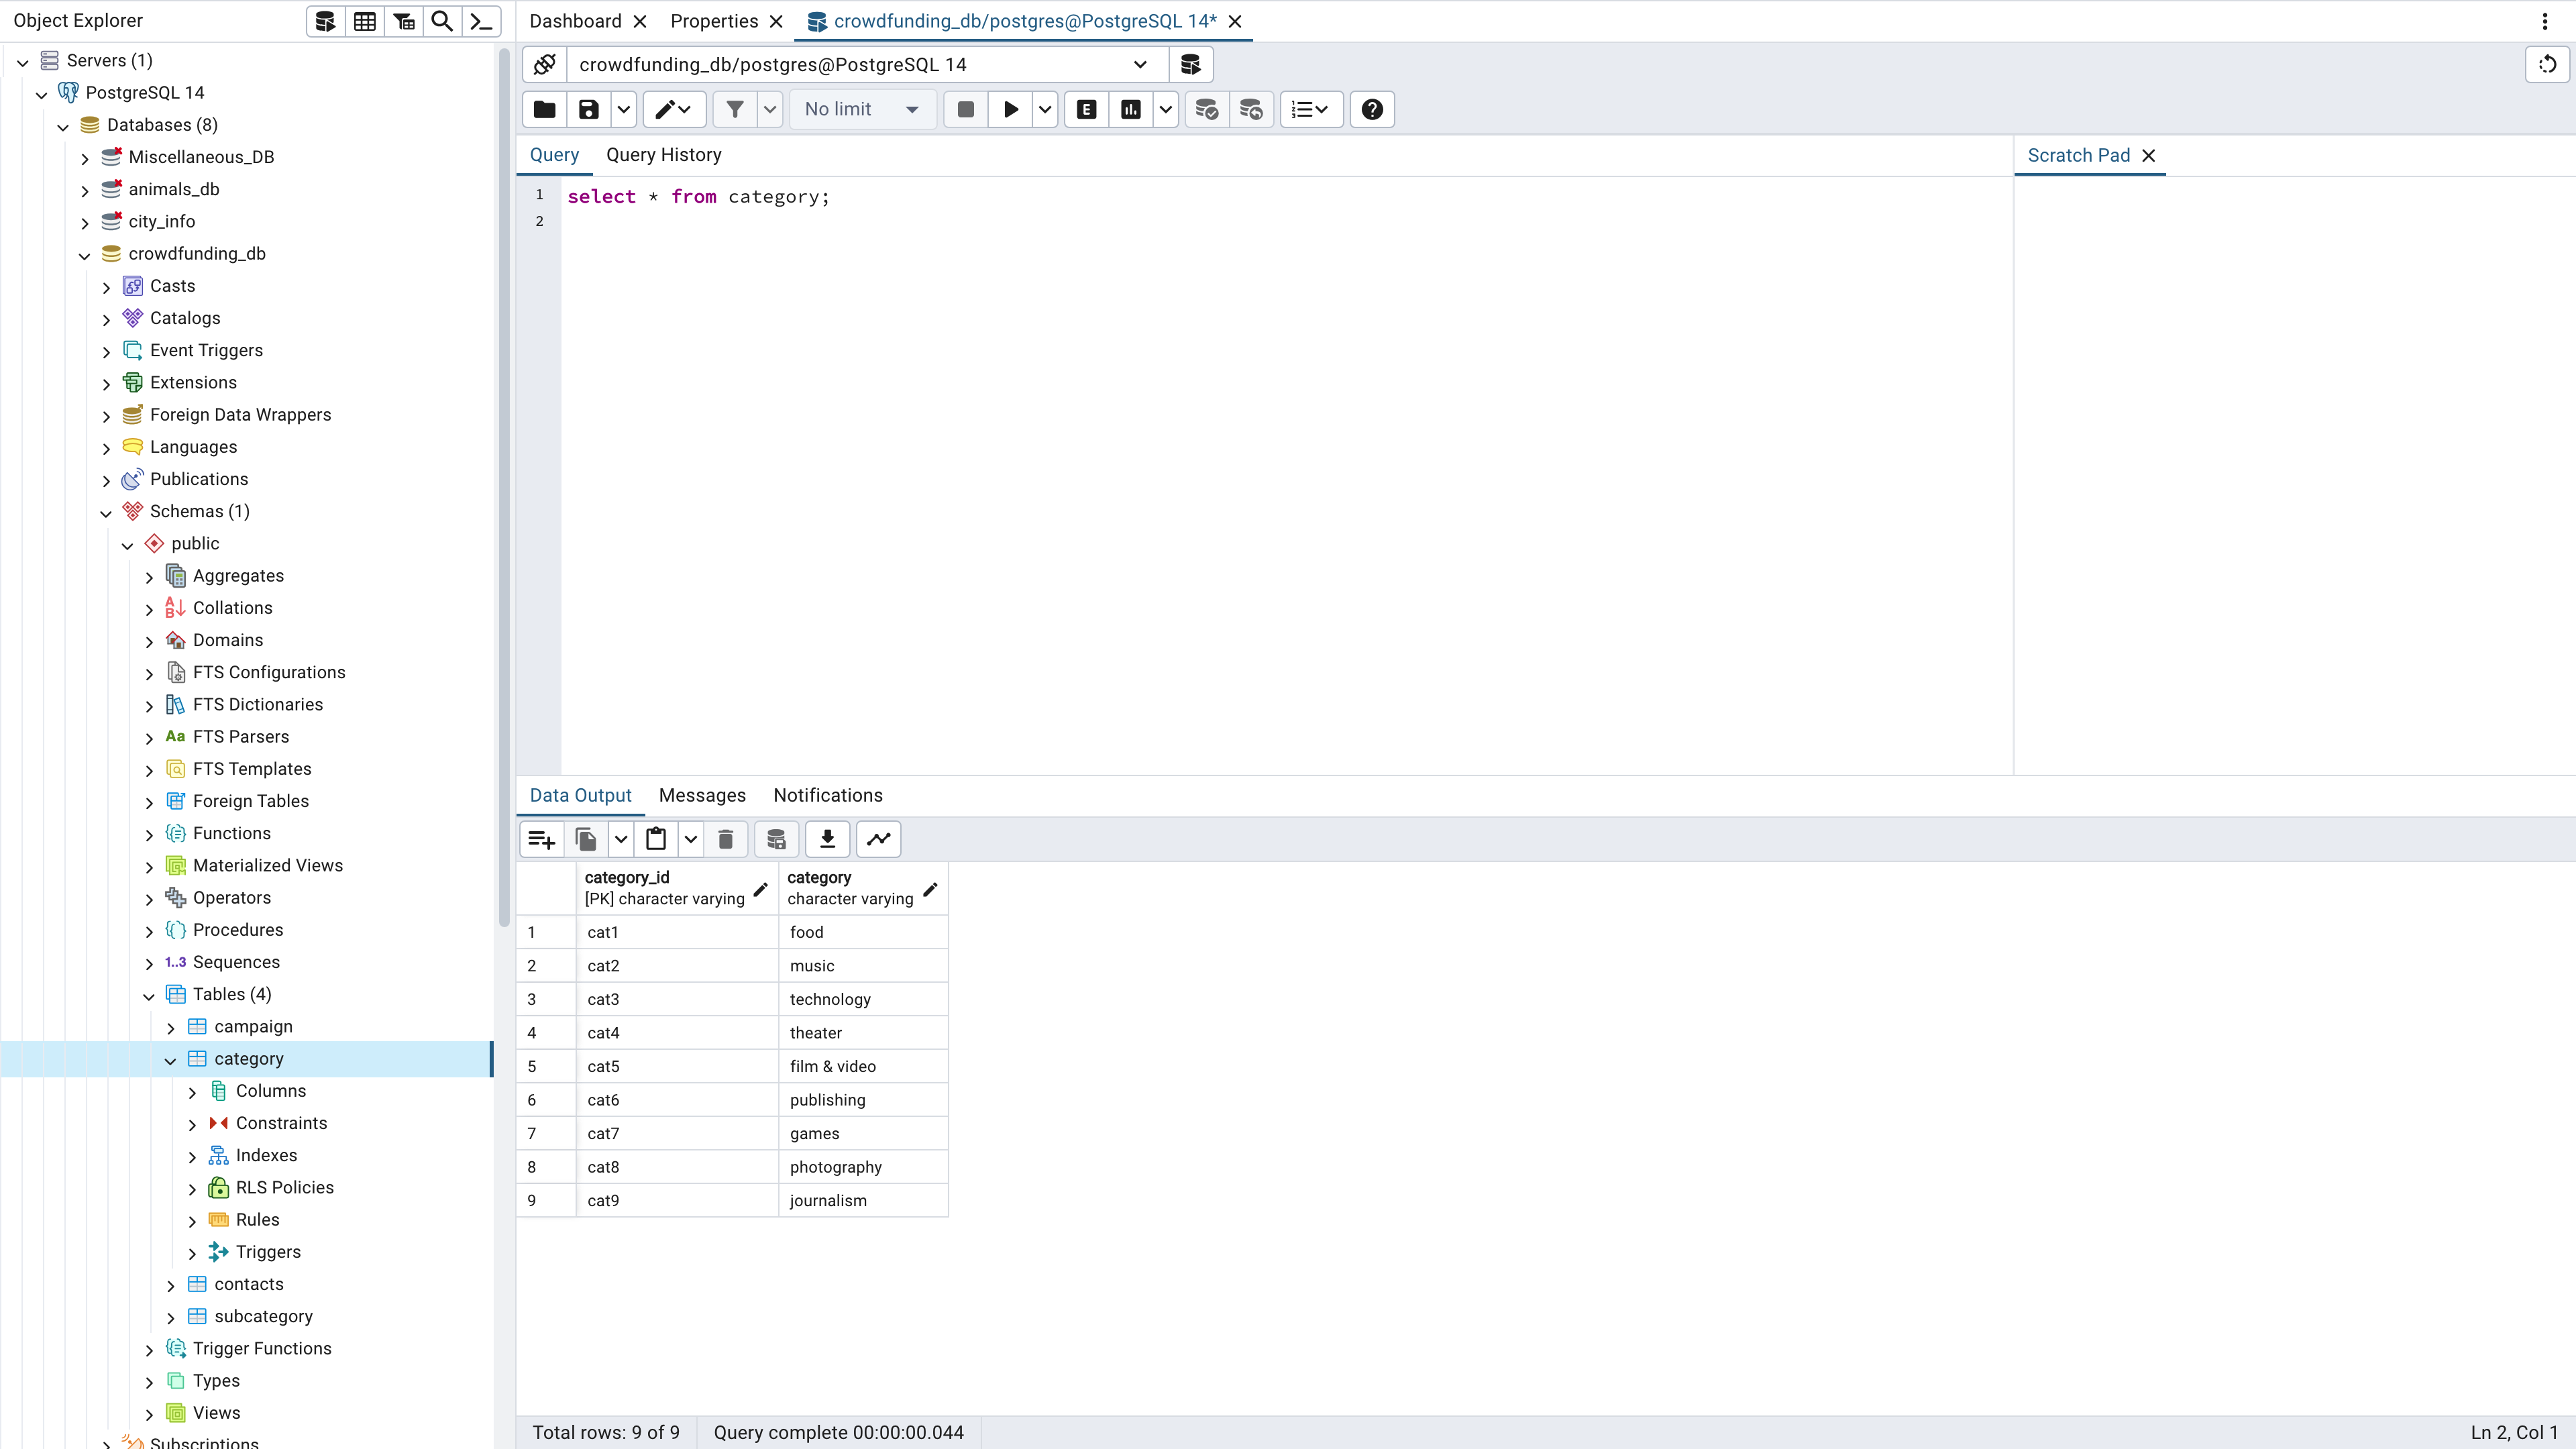 Object Explorer
Servers (1)
PostgreSQL 14
Databases (8)
Miscellaneous_DB
animals_db
city_info
crowdfunding_db
Casts
Catalogs
Event Triggers
Extensions
Foreign Data Wrappers
Languages
Publications
Schemas (1)
public
Aggregates
Collations
Domains
FTS Configurations
FTS Dictionaries
Aa FTS Parsers
FTS Templates
Foreign Tables
Functions
Materialized Views
Operators
Procedures
1..3 Sequences
Tables (4)
campaign
category
Columns
Constraints
Indexes
RLS Policies
Rules
Triggers
contacts
subcategory
Trigger Functions
Types
Views
Subscriptions
Dashboard Properties crowdfunding_db/postgres@PostgreSQL 14*
crowdfunding_db/postgres@PostgreSQL 14
No limit E
Query Query History Scratch Pad
1 select * from category;
2
Data Output Messages Notifications
category_id category
[PK] character varying character varying
1 cat1 food
2 cat2 music
3 cat3 technology
4 cat4 theater
5 cat5 film & video
6 cat6 publishing
7 cat7 games
8 cat8 photography
9 cat9 journalism
Total rows: 9 of 9 Query complete 00:00:00.044 Ln 2, Col 1